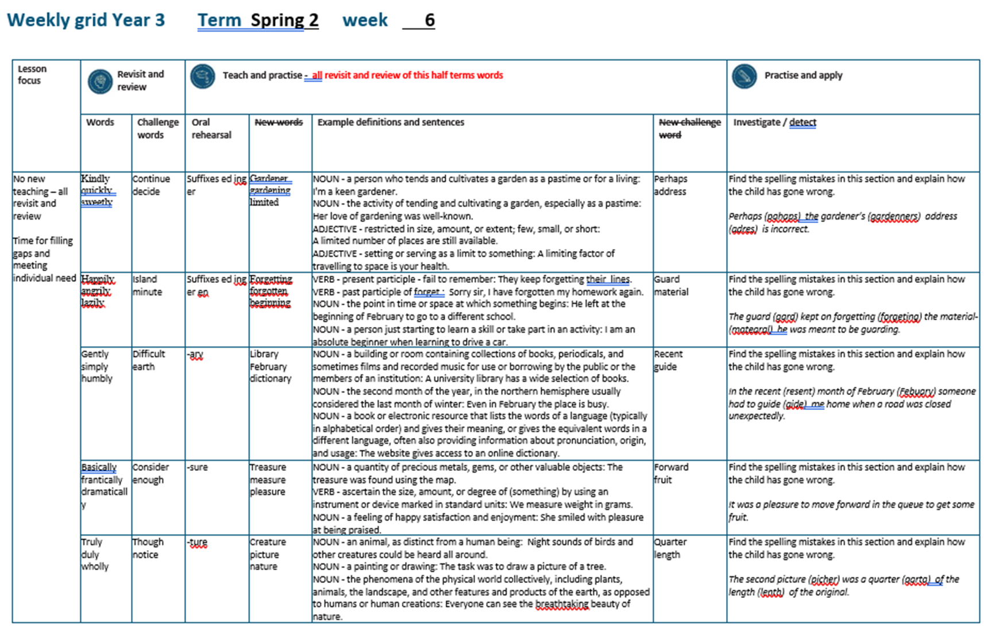 Weekly grid Year 3 Term Spring 2 week __6
Lesson
focus
Revisit and
review
Teach and practise - all revisit and review of this half terms words
Practise and apply
Words
Challenge
words
Oral
rehearsal
New words
Example definitions and sentences
New challenge
word
Investigate / detect
No new
teaching – all
revisit and
review
Time for filling
gaps and
meeting
individual need
Kindly
quickly
sweetly
Continue
decide
Suffixes ed ing
er
Gardener
gardening
limited
NOUN - a person who tends and cultivates a garden as a pastime or for a living:
I'm a keen gardener.
NOUN - the activity of tending and cultivating a garden, especially as a pastime:
Her love of gardening was well-known.
ADJECTIVE - restricted in size, amount, or extent; few, small, or short:
A limited number of places are still available.
ADJECTIVE - setting or serving as a limit to something: A limiting factor of
travelling to space is your health.
Perhaps
address
Find the spelling mistakes in this section and explain how
the child has gone wrong.
Perhaps (pahaps) the gardener's (gardenners) address
(adres) is incorrect.
Happily
angrily
lazily
Island
minute
Suffixes ed ing
er en
Forgetting
forgotten
beginning
VERB - present participle - fail to remember: They keep forgetting their lines.
VERB - past participle of forget : Sorry sir, I have forgotten my homework again.
NOUN - the point in time or space at which something begins: He left at the
beginning of February to go to a different school.
NOUN - a person just starting to learn a skill or take part in an activity: I am an
absolute beginner when learning to drive a car.
Guard
material
Find the spelling mistakes in this section and explain how
the child has gone wrong.
The guard (gard) kept on forgetting (forgeting) the material-
(matearal) he was meant to be guarding.
Gently
simply
humbly
Difficult
earth
-ary
Library
February
dictionary
NOUN - a building or room containing collections of books, periodicals, and
sometimes films and recorded music for use or borrowing by the public or the
members of an institution: A university library has a wide selection of books.
NOUN - the second month of the year, in the northern hemisphere usually
considered the last month of winter: Even in February the place is busy.
NOUN - a book or electronic resource that lists the words of a language (typically
in alphabetical order) and gives their meaning, or gives the equivalent words in a
different language, often also providing information about pronunciation, origin,
and usage: The website gives access to an online dictionary.
Recent
guide
Find the spelling mistakes in this section and explain how
the child has gone wrong.
In the recent (resent) month of February (Febuary) someone
had to guide (gide) me home when a road was closed
unexpectedly.
Basically
frantically
dramaticall
y
Consider
enough
-sure
Treasure
measure
pleasure
NOUN - a quantity of precious metals, gems, or other valuable objects: The
treasure was found using the map.
VERB - ascertain the size, amount, or degree of (something) by using an
instrument or device marked in standard units: We measure weight in grams.
NOUN - a feeling of happy satisfaction and enjoyment: She smiled with pleasure
at being praised.
Forward
fruit
Find the spelling mistakes in this section and explain how
the child has gone wrong.
It was a pleasure to move forward in the queue to get some
fruit.
Truly
duly
wholly
Though
notice
-ture
Creature
picture
nature
NOUN - an animal, as distinct from a human being: Night sounds of birds and
other creatures could be heard all around.
NOUN - a painting or drawing: The task was to draw a picture of a tree.
NOUN - the phenomena of the physical world collectively, including plants,
animals, the landscape, and other features and products of the earth, as opposed
to humans or human creations: Everyone can see the breathtaking beauty of
nature.
Quarter
length
Find the spelling mistakes in this section and explain how
the child has gone wrong.
The second picture (picher) was a quarter (qarta) of the
length (lenth) of the original.